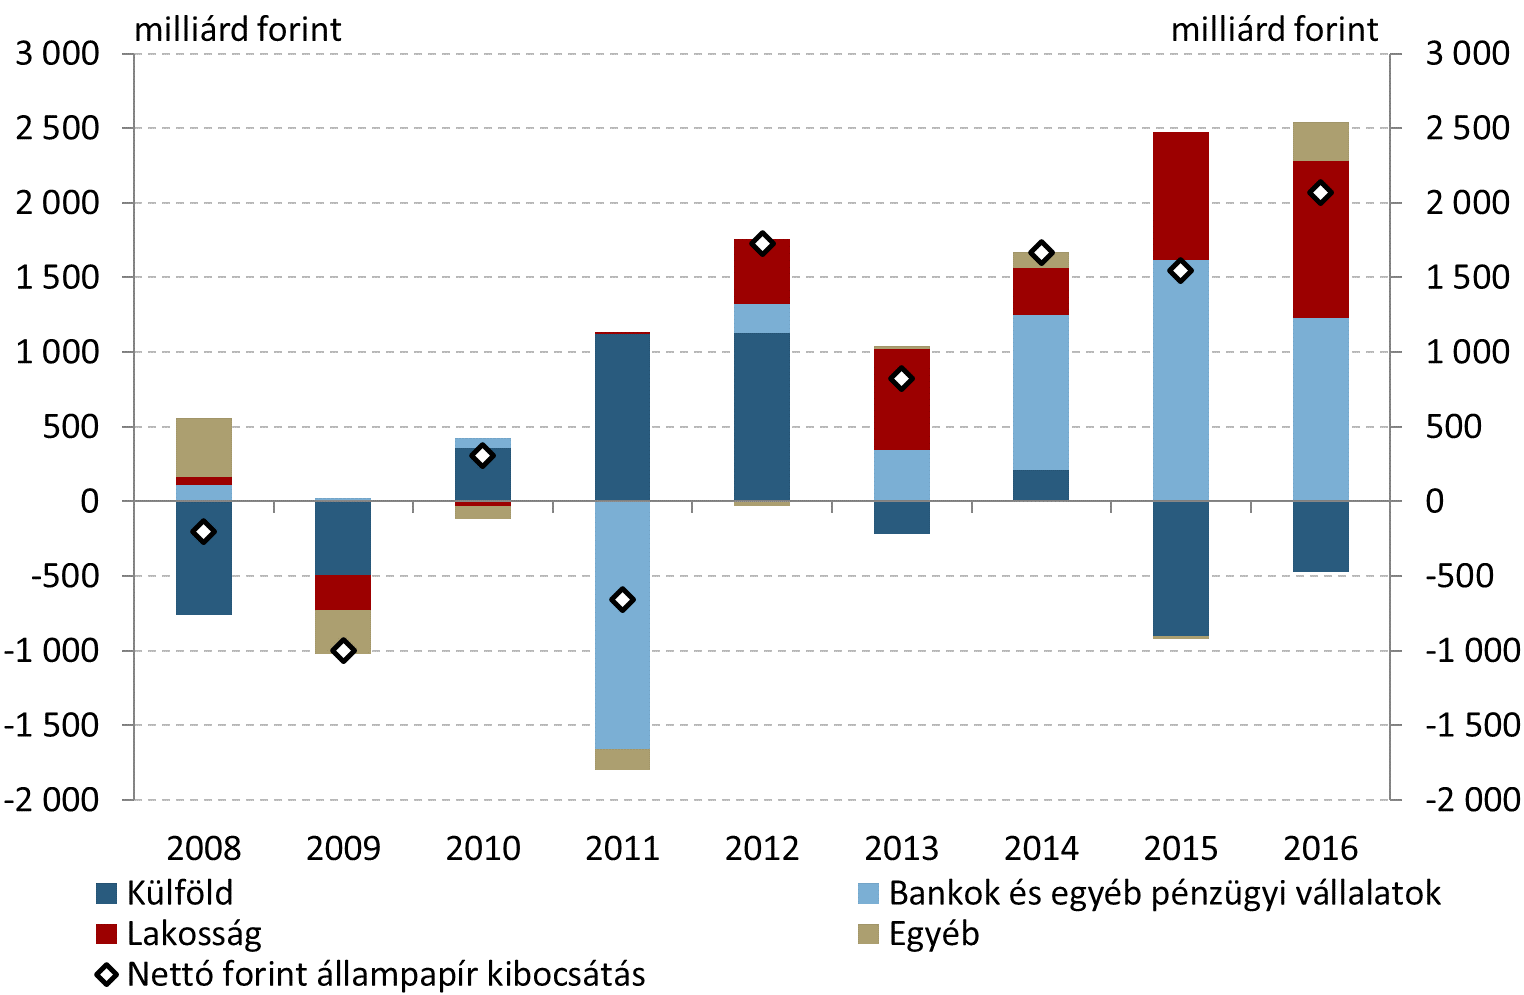 milliárd forint milliárd forint
3 000 3 000
2 500 2 500
2 000 2 000
1 500 1 500
1 000 1 000
500 500
0 0
-500 -500
-1 000 -1 000
-1 500 -1 500
-2 000 -2 000
2008 2009 2010 2011 2012 2013 2014 2015 2016
Külföld Bankok és egyéb pénzügyi vállalatok
Lakosság Egyéb
Nettó forint állampapír kibocsátás